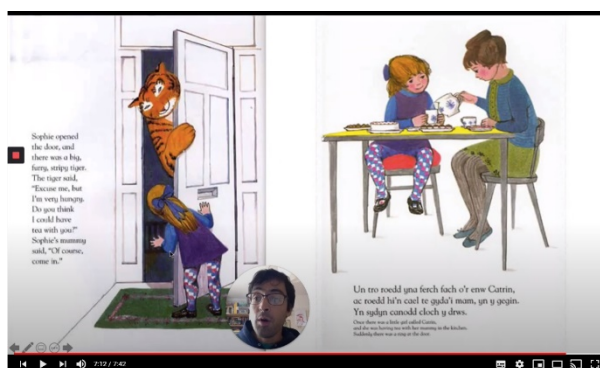 Sophie opened
the door, and
there was a big,
furry, stripy tiger.
The tiger said,
"Excuse me, but
I'm very hungry.
Do you think
I could have
tea with you?"
Sophie's mummy
said, "Of course,
come in."
Un tro roedd yna ferch fach o'r enw Catrin,
ac roedd hi'n cael te gyda'i mam, yn y gegin.
Yn sydyn canodd cloch y drws.
Once there was a little girl called Catrin,
and she was having tea with her mummy in the kitchen.
Suddenly there was a ring at the door.
7:12 / 7:42